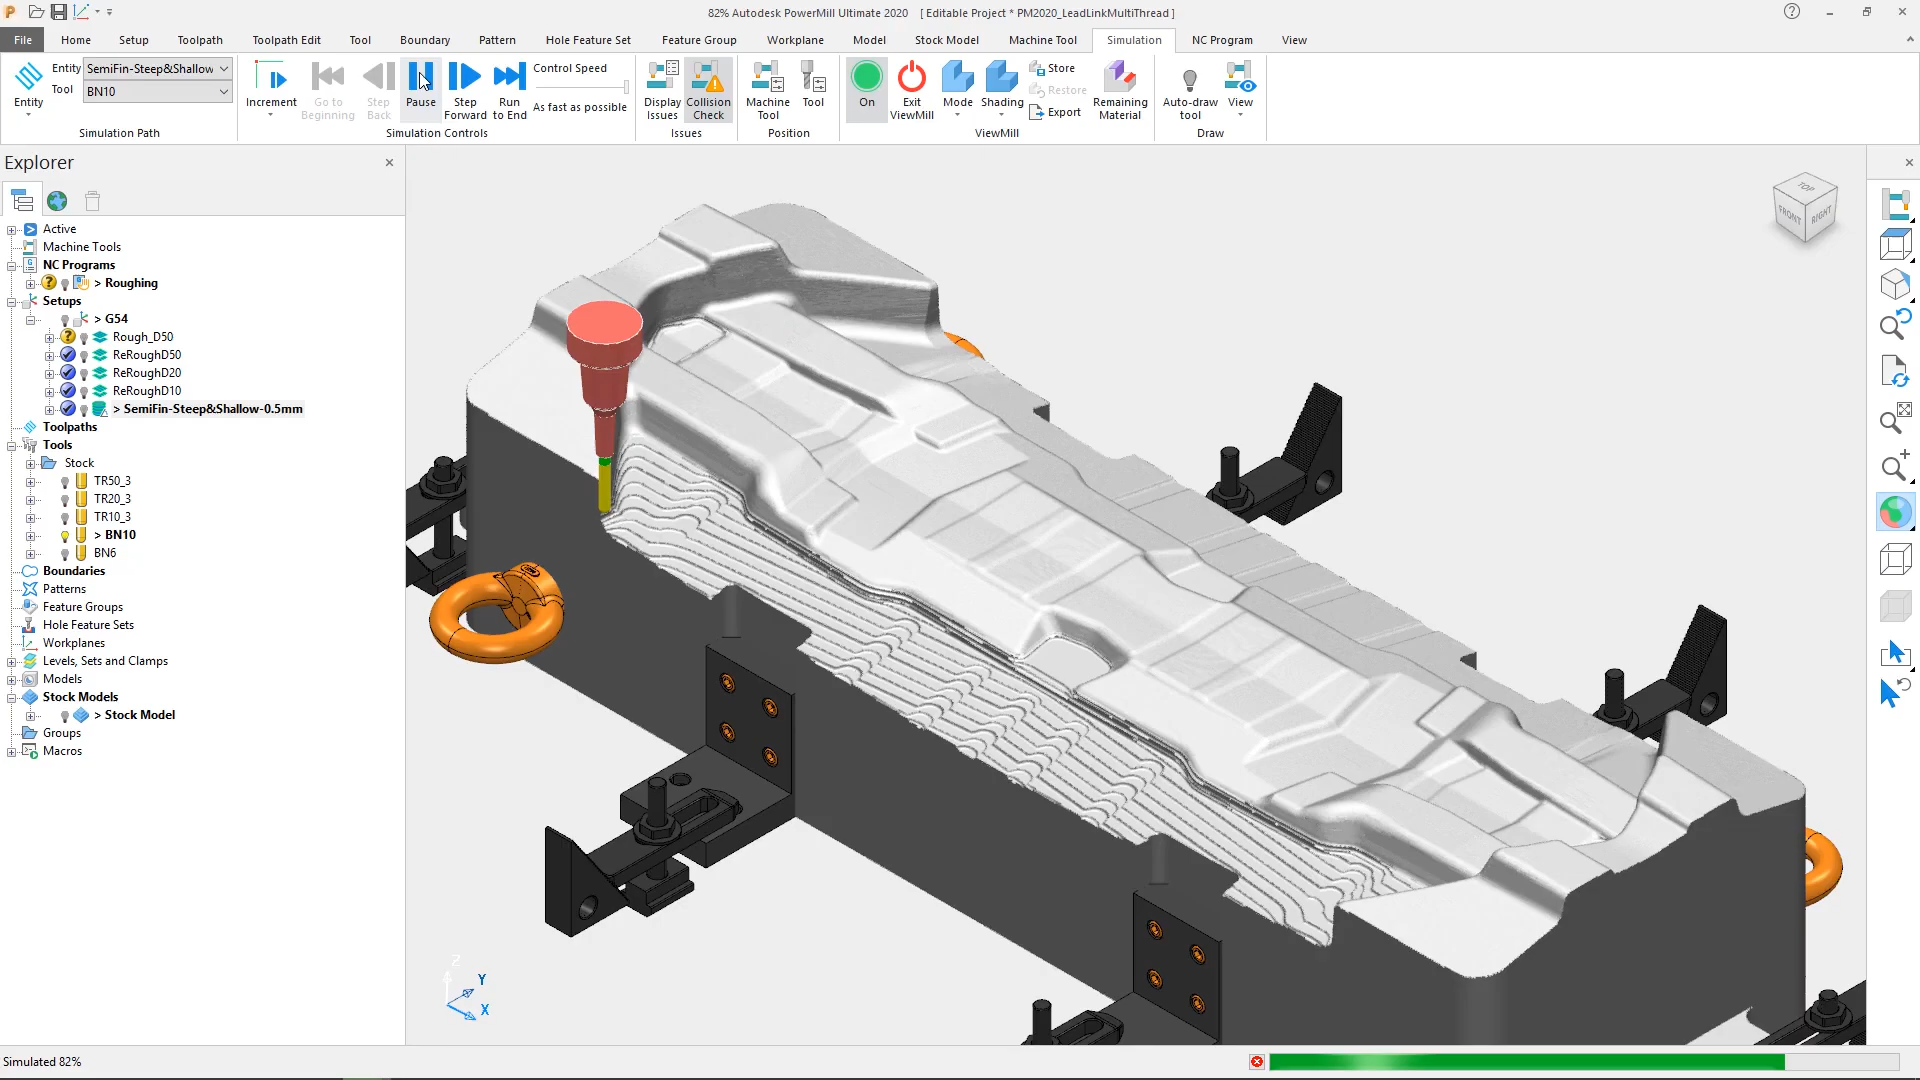 82% Autodesk PowerMill Ultimate 2020 [ Editable Project * PM2020_LeadLinkMultiThread ]
File Home Setup Toolpath Toolpath Edit Tool Boundary Pattern Hole Feature Set Feature Group Workplane Model Stock Model Machine Tool Simulation NC Program View
Entity SemiFin-Steep&Shallow
Tool BN10
Entity
Simulation Path
Increment
Go to Beginning
Step Back
Pause
Step Forward
Run to End
Control Speed
As fast as possible
Simulation Controls
Display Issues
Collision Check
Issues
Machine Tool
Tool
Position
On
Exit ViewMill
Mode
Shading
Store
Restore
Export
Remaining Material
ViewMill
Auto-draw tool
View
Draw
Explorer
Active
Machine Tools
NC Programs
> Roughing
Setups
> G54
Rough_D50
ReRoughD50
ReRoughD20
ReRoughD10
> SemiFin-Steep&Shallow-0.5mm
Toolpaths
Tools
Stock
TR50_3
TR20_3
TR10_3
> BN10
BN6
Boundaries
Patterns
Feature Groups
Hole Feature Sets
Workplanes
Levels, Sets and Clamps
Models
Stock Models
> Stock Model
Groups
Macros
TOP
FRONT
RIGHT
Z
Y
X
Simulated 82%